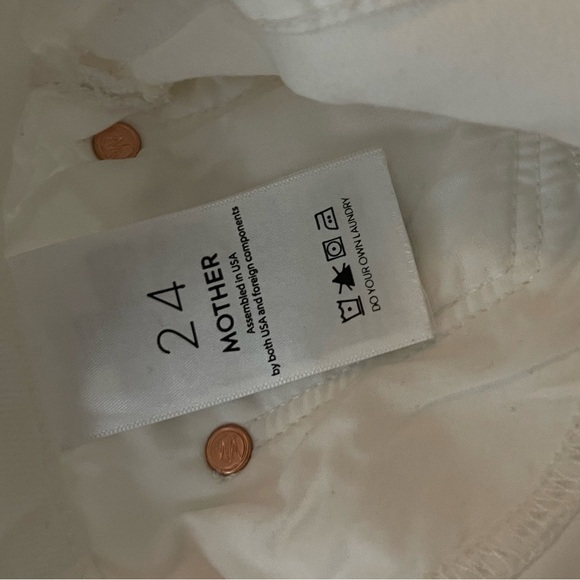 24
MOTHER
Assembled in USA
by both USA and foreign components
DO YOUR OWN LAUNDRY